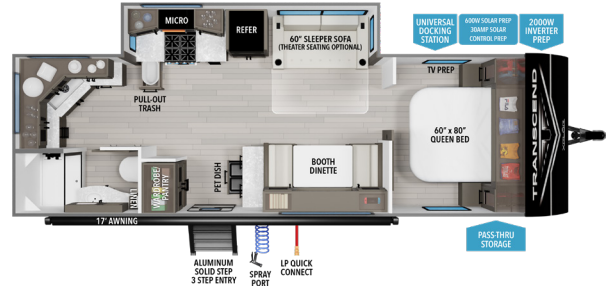 UNIVERSAL
DOCKING
STATION
600W SOLAR PREP
30AMP SOLAR
CONTROL PREP
2000W
INVERTER
PREP
MICRO
REFER
60" SLEEPER SOFA
(THEATER SEATING OPTIONAL)
TV PREP
PULL-OUT
TRASH
60" x 80"
QUEEN BED
TRANSCEND
BOOTH
DINETTE
PET DISH
LINEN
WARDROBE/
PANTRY
17' AWNING
PASS-THRU
STORAGE
ALUMINUM
SOLID STEP
3 STEP ENTRY
SPRAY
PORT
LP QUICK
CONNECT